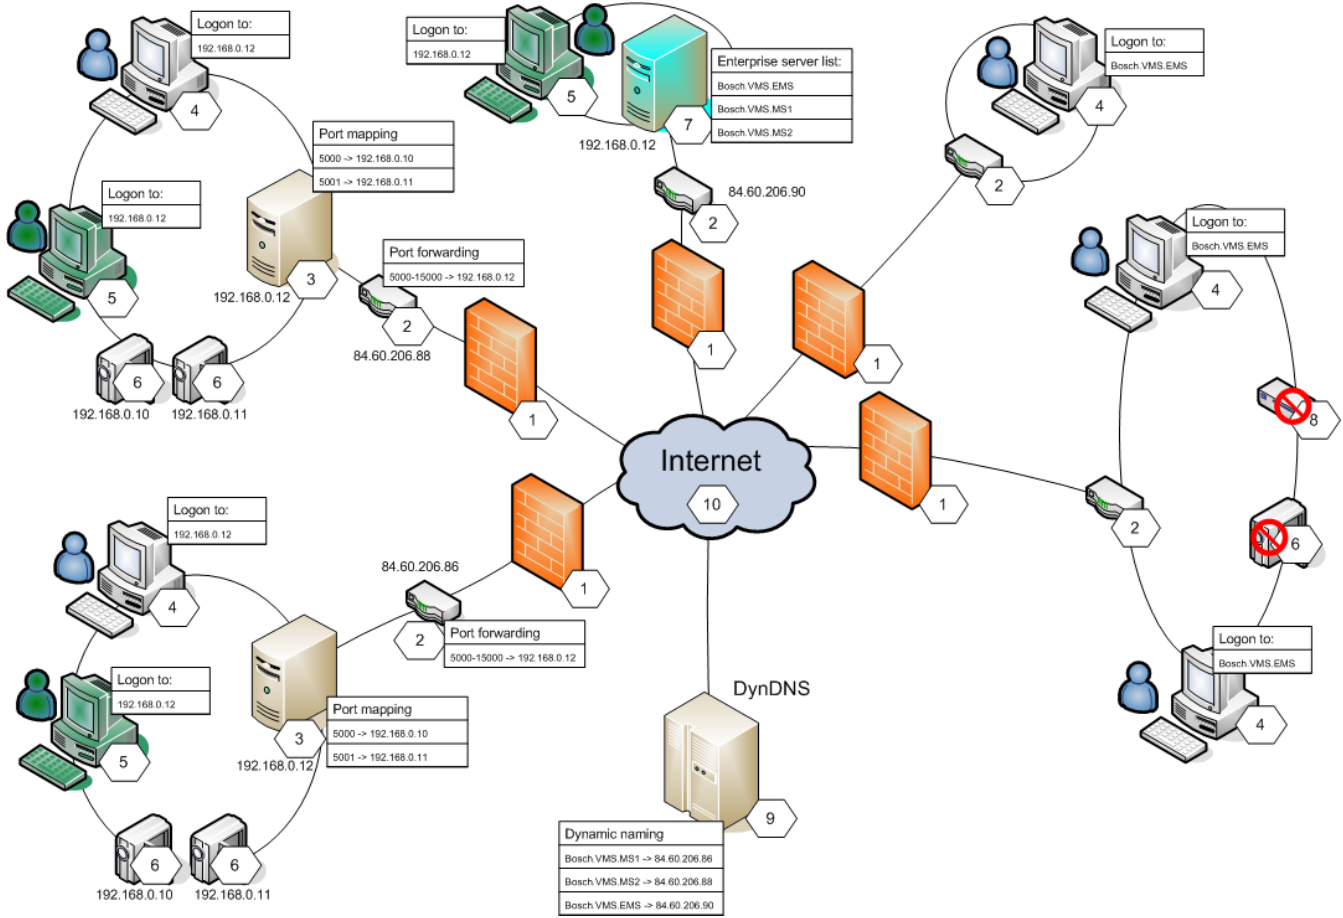 Logon to:
192.168.0.12
4
Port mapping
5000 -> 192.168.0.10
5001 -> 192.168.0.11
Logon to:
192.168.0.12
5
192.168.0.12
3
Port forwarding
5000-15000 -> 192.168.0.12
2
84.60.206.88
1
6
6
192.168.0.10
192.168.0.11
Logon to:
192.168.0.12
5
192.168.0.12
7
Enterprise server list:
Bosch.VMS.EMS
Bosch.VMS.MS1
Bosch.VMS.MS2
84.60.206.90
2
1
Logon to:
Bosch.VMS.EMS
4
2
1
Logon to:
Bosch.VMS.EMS
4
8
6
2
1
Logon to:
Bosch.VMS.EMS
4
Internet
10
Logon to:
192.168.0.12
4
Logon to:
192.168.0.12
5
192.168.0.12
3
Port mapping
5000 -> 192.168.0.10
5001 -> 192.168.0.11
84.60.206.86
2
Port forwarding
5000-15000 -> 192.168.0.12
1
6
6
192.168.0.10
192.168.0.11
DynDNS
9
Dynamic naming
Bosch.VMS.MS1 -> 84.60.206.86
Bosch.VMS.MS2 -> 84.60.206.88
Bosch.VMS.EMS -> 84.60.206.90